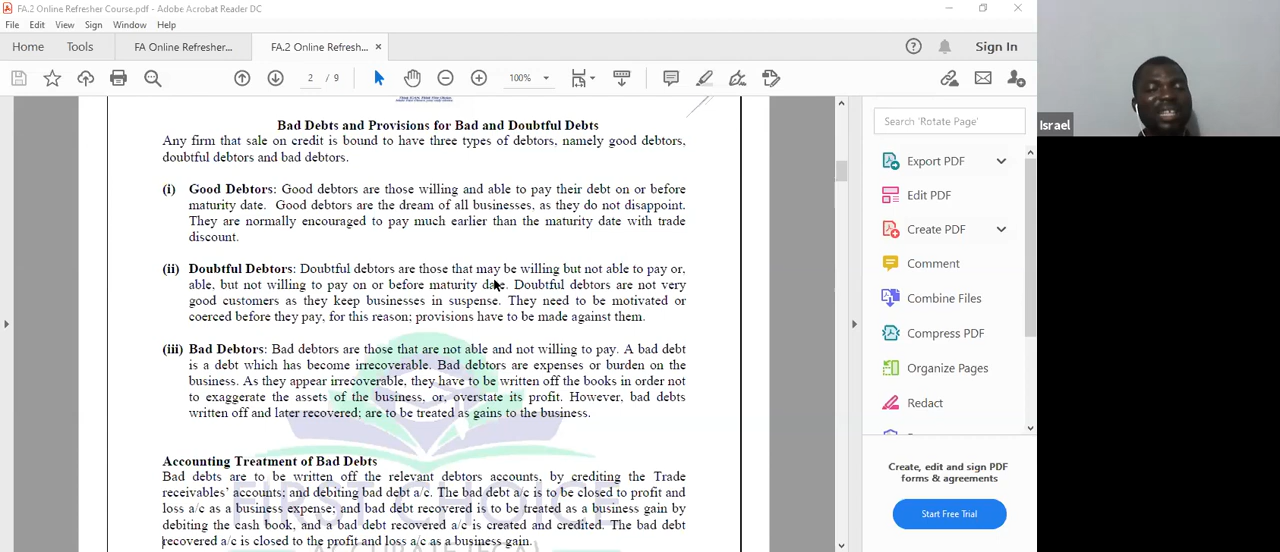 FA.2 Online Refresher Course.pdf - Adobe Acrobat Reader DC
File Edit View Sign Window Help
Home Tools FA Online Refresher... FA.2 Online Refresh... ×
? Sign In
2 / 9 100%
Israel
Bad Debts and Provisions for Bad and Doubtful Debts
Any firm that sale on credit is bound to have three types of debtors, namely good debtors,
doubtful debtors and bad debtors.
(i) Good Debtors: Good debtors are those willing and able to pay their debt on or before
maturity date. Good debtors are the dream of all businesses, as they do not disappoint.
They are normally encouraged to pay much earlier than the maturity date with trade
discount.
(ii) Doubtful Debtors: Doubtful debtors are those that may be willing but not able to pay or,
able, but not willing to pay on or before maturity date. Doubtful debtors are not very
good customers as they keep businesses in suspense. They need to be motivated or
coerced before they pay, for this reason; provisions have to be made against them.
(iii) Bad Debtors: Bad debtors are those that are not able and not willing to pay. A bad debt
is a debt which has become irrecoverable. Bad debtors are expenses or burden on the
business. As they appear irrecoverable, they have to be written off the books in order not
to exaggerate the assets of the business, or, overstate its profit. However, bad debts
written off and later recovered; are to be treated as gains to the business.
Accounting Treatment of Bad Debts
Bad debts are to be written off the relevant debtors accounts, by crediting the Trade
receivables' accounts; and debiting bad debt a/c. The bad debt a/c is to be closed to profit and
loss a/c as a business expense; and bad debt recovered is to be treated as a business gain by
debiting the cash book, and a bad debt recovered a/c is created and credited. The bad debt
recovered a/c is closed to the profit and loss a/c as a business gain.
FIRST CHOICE
Search 'Rotate Page'
Export PDF
Edit PDF
Create PDF
Comment
Combine Files
Compress PDF
Organize Pages
Redact
Create, edit and sign PDF
forms & agreements
Start Free Trial